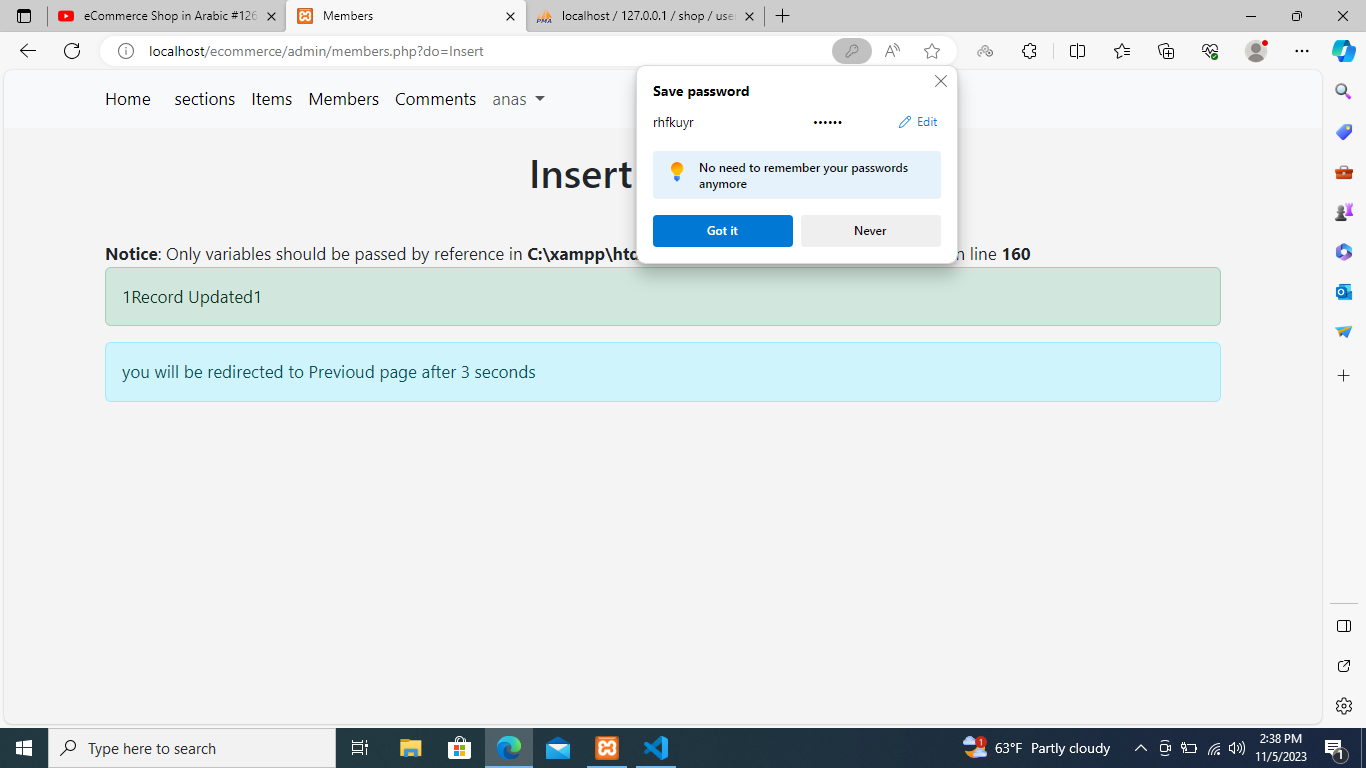 eCommerce Shop in Arabic #126
Members
localhost / 127.0.0.1 / shop / user
PMA
localhost/ecommerce/admin/members.php?do=Insert
Home sections Items Members Comments anas
Save password
rhfkuyr •••••• Edit
No need to remember your passwords
anymore
Got it Never
Insert
Notice: Only variables should be passed by reference in C:\xampp\htd line 160
1Record Updated1
you will be redirected to Previoud page after 3 seconds
Type here to search
1
63°F Partly cloudy
2:38 PM
11/5/2023
1